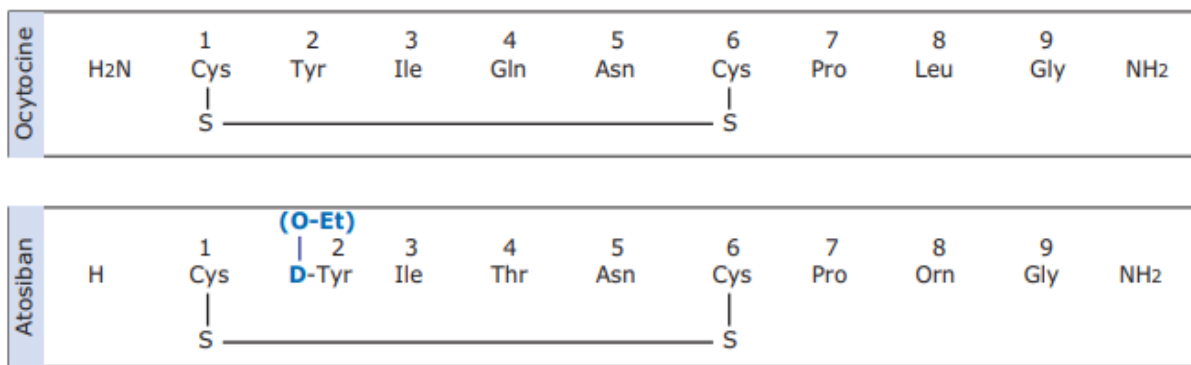 Ocytocine
1 2 3 4 5 6 7 8 9
H2N Cys Tyr Ile Gln Asn Cys Pro Leu Gly NH2
S S
Atosiban
(O-Et)
1 2 3 4 5 6 7 8 9
H Cys D-Tyr Ile Thr Asn Cys Pro Orn Gly NH2
S S